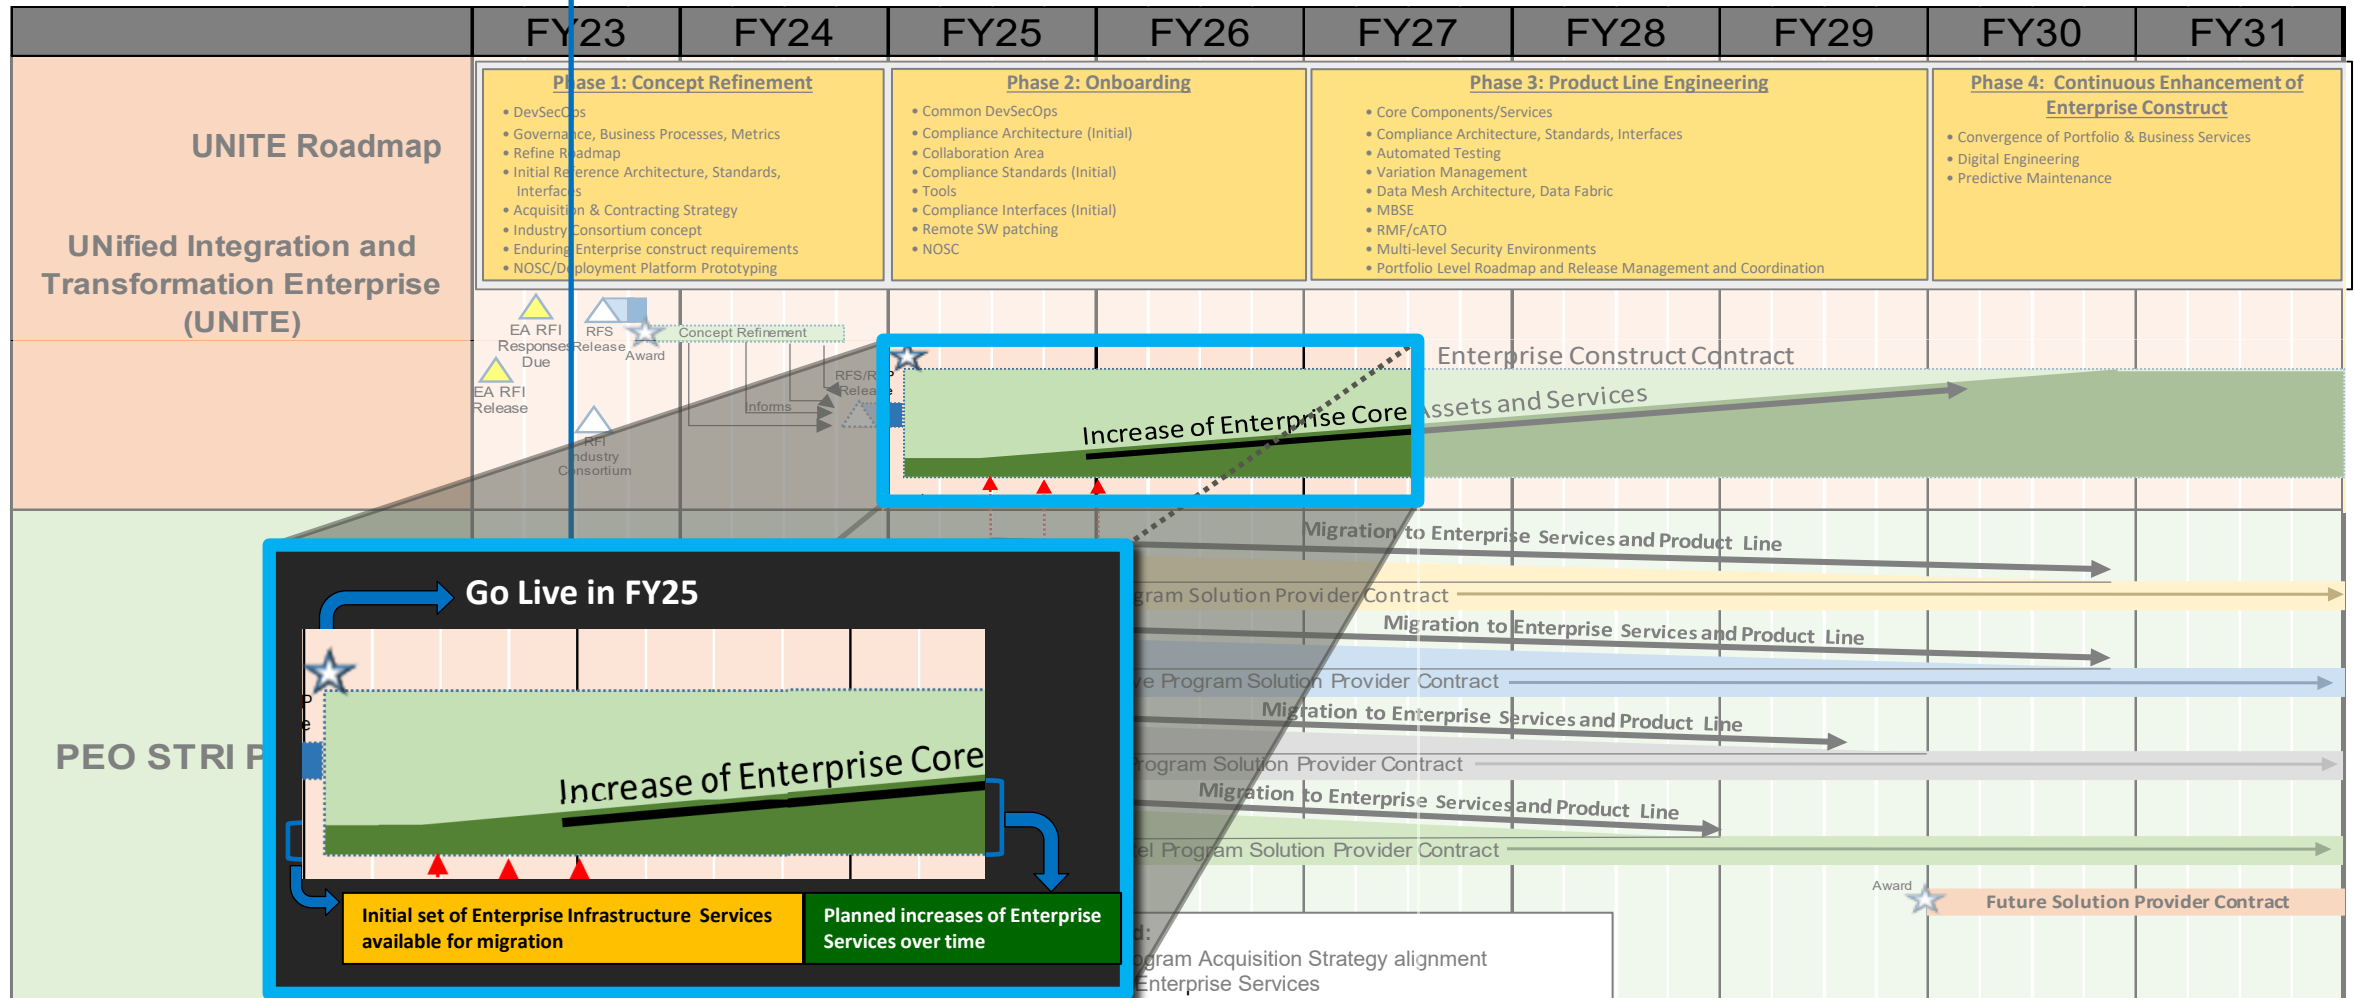 FY23 FY24 FY25 FY26 FY27 FY28 FY29 FY30 FY31
UNITE Roadmap
UNified Integration and
Transformation Enterprise
(UNITE)
Phase 1: Concept Refinement
• DevSecOps
• Governance, Business Processes, Metrics
• Refine Roadmap
• Initial Reference Architecture, Standards,
Interfaces
• Acquisition & Contracting Strategy
• Industry Consortium concept
• Enduring Enterprise construct requirements
• NOSC/Deployment Platform Prototyping
Phase 2: Onboarding
• Common DevSecOps
• Compliance Architecture (Initial)
• Collaboration Area
• Compliance Standards (Initial)
• Tools
• Compliance Interfaces (Initial)
• Remote SW patching
• NOSC
Phase 3: Product Line Engineering
• Core Components/Services
• Compliance Architecture, Standards, Interfaces
• Automated Testing
• Variation Management
• Data Mesh Architecture, Data Fabric
• MBSE
• RMF/cATO
• Multi-level Security Environments
• Portfolio Level Roadmap and Release Management and Coordination
Phase 4: Continuous Enhancement of
Enterprise Construct
• Convergence of Portfolio & Business Services
• Digital Engineering
• Predictive Maintenance
EA RFI
Responses
Due
RFS
Release
Award
Concept Refinement
EA RFI
Release
RFI
Industry
Consortium
Informs
Enterprise Construct Contract
Increase of Enterprise Core Assets and Services
PEO STRI P
Migration to Enterprise Services and Product Line
gram Solution Provider Contract
Migration to Enterprise Services and Product Line
ve Program Solution Provider Contract
Migration to Enterprise Services and Product Line
Program Solution Provider Contract
Migration to Enterprise Services and Product Line
tel Program Solution Provider Contract
Award
Future Solution Provider Contract
d:
ogram Acquisition Strategy alignment
Enterprise Services
Go Live in FY25
P
e
Increase of Enterprise Core
Initial set of Enterprise Infrastructure Services
available for migration
Planned increases of Enterprise
Services over time